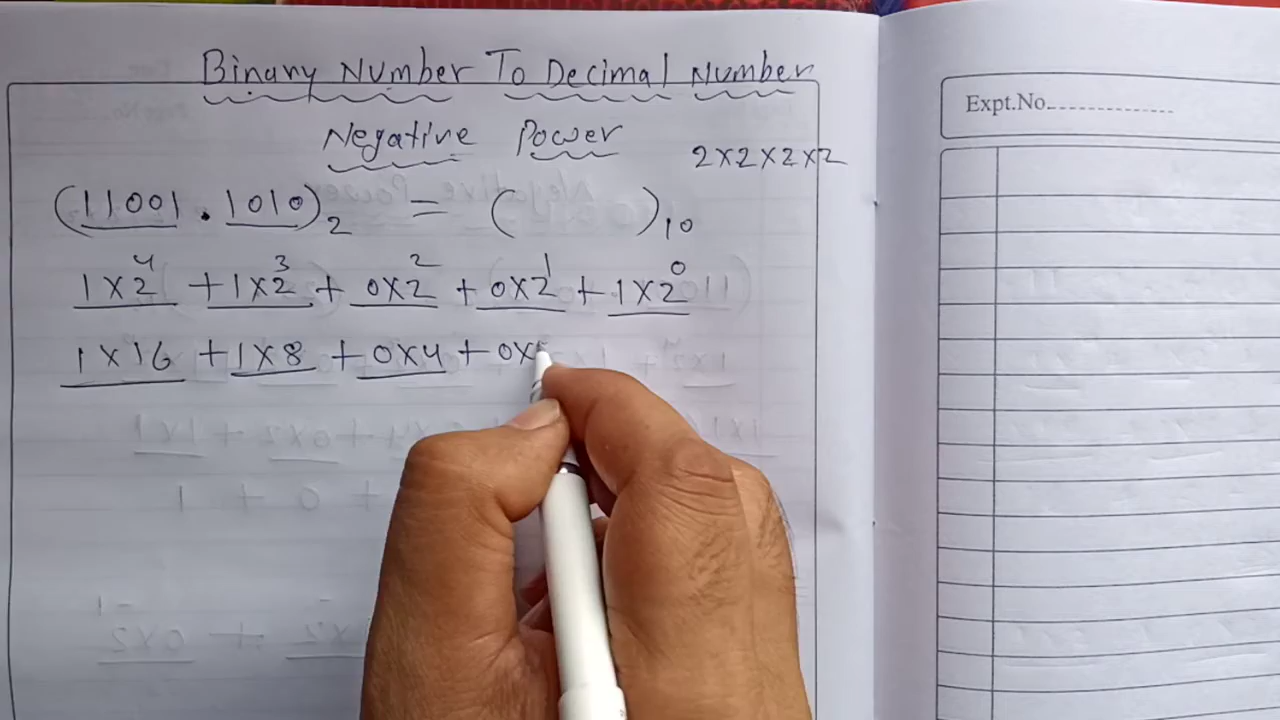 Binary Number To Decimal Number
Negative Power
2×2×2×2
(11001.1010)₂ = ( )₁₀
1×2⁴ + 1×2³ + 0×2² + 0×2¹ + 1×2⁰
1×16 + 1×8 + 0×4 + 0×
Expt.No.